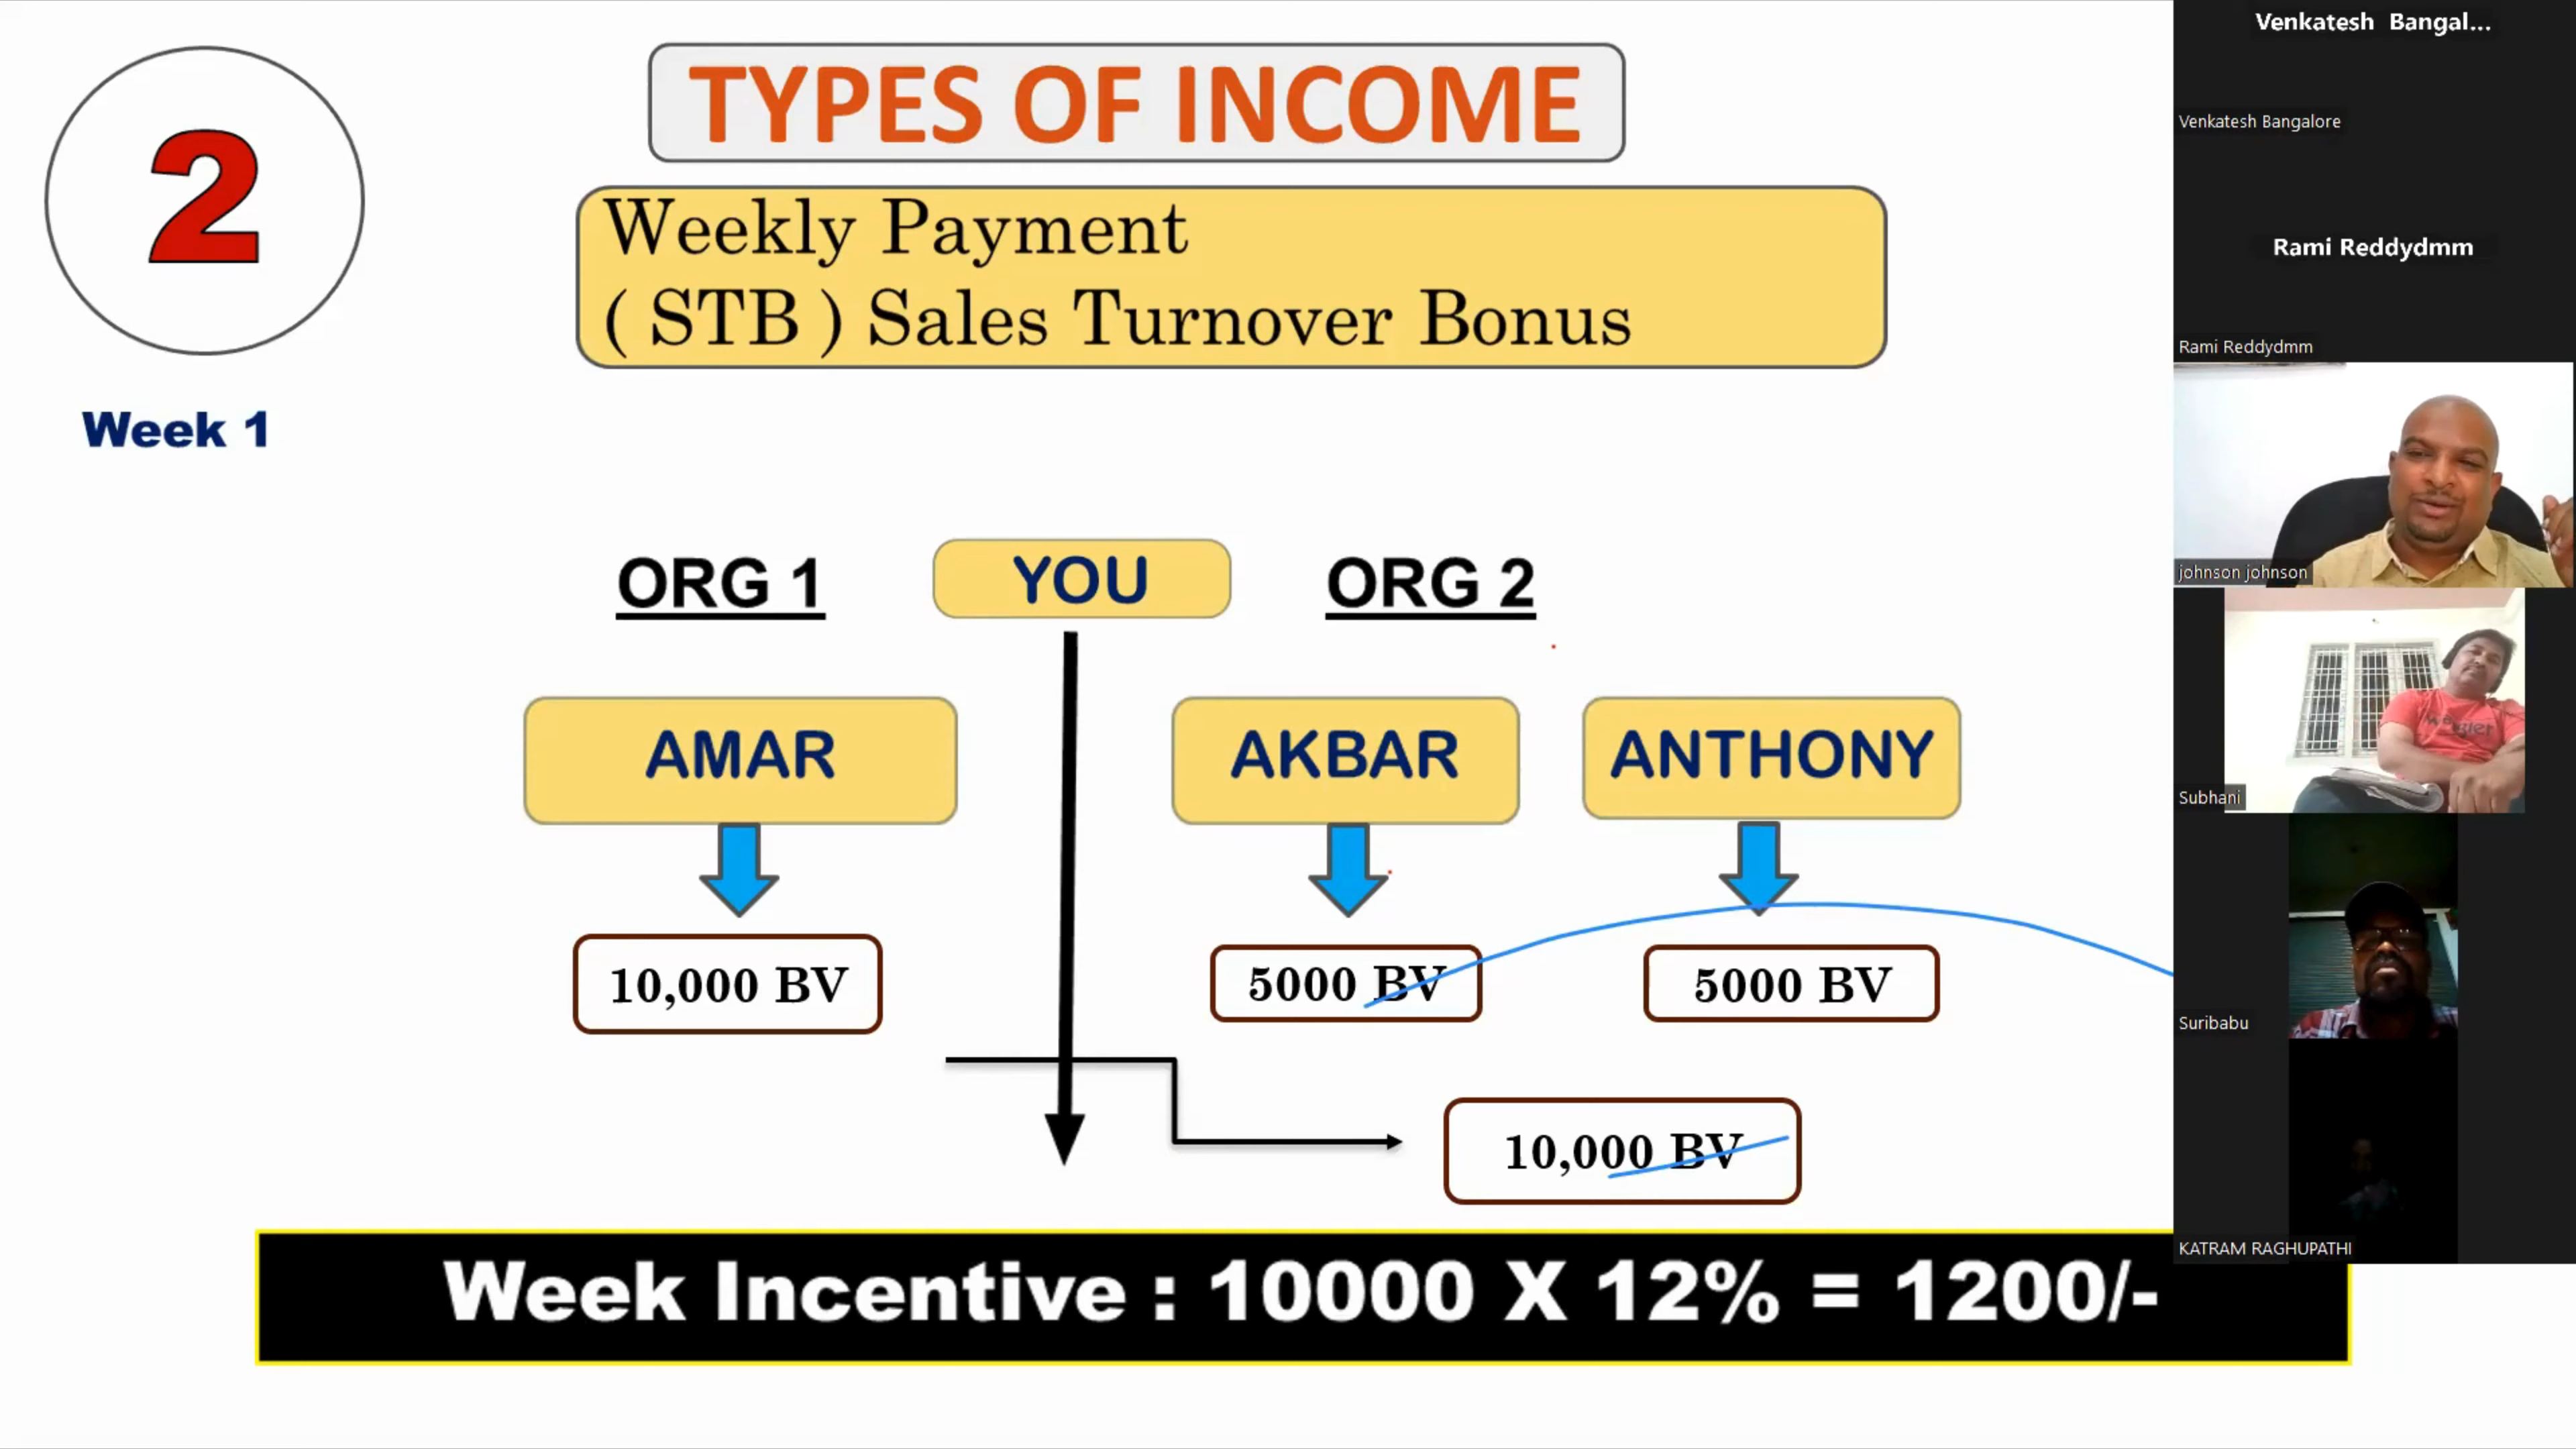 2
TYPES OF INCOME
Weekly Payment
( STB ) Sales Turnover Bonus
Week 1
ORG 1
YOU
ORG 2
AMAR
AKBAR
ANTHONY
10,000 BV
5000 BV
5000 BV
10,000 BV
Week Incentive : 10000 X 12% = 1200/-
Venkatesh Bangal...
Venkatesh Bangalore
Rami Reddydmm
Rami Reddydmm
johnson johnson
Subhani
Suribabu
KATRAM RAGHUPATHI